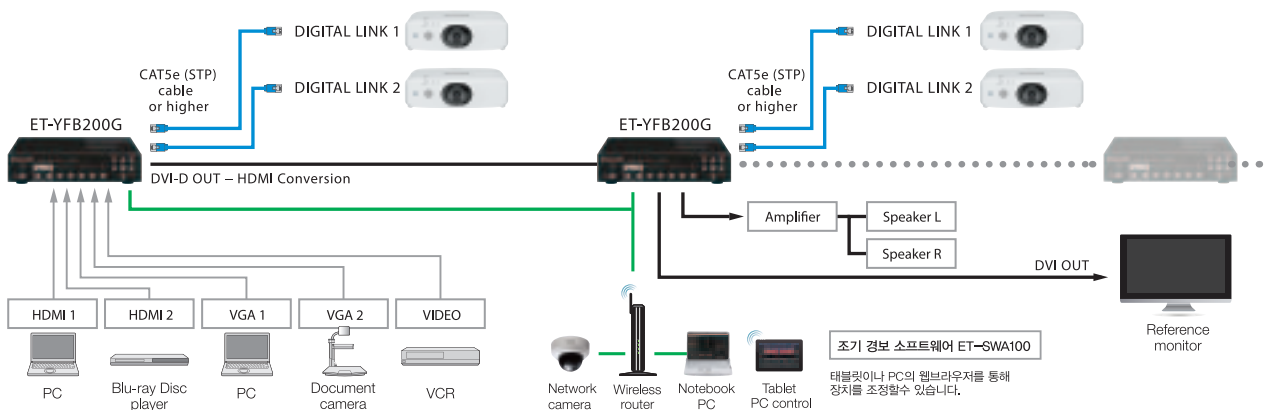 DIGITAL LINK 1
CAT5e (STP)
cable
or higher
DIGITAL LINK 2
ET-YFB200G
DVI-D OUT – HDMI Conversion
DIGITAL LINK 1
CAT5e (STP)
cable
or higher
DIGITAL LINK 2
ET-YFB200G
Amplifier
Speaker L
Speaker R
DVI OUT
Reference
monitor
HDMI 1
HDMI 2
VGA 1
VGA 2
VIDEO
PC
Blu-ray Disc
player
PC
Document
camera
VCR
Network
camera
Wireless
router
Notebook
PC
Tablet
PC control
조기 경보 소프트웨어 ET-SWA100
태블릿이나 PC의 웹브라우저를 통해
장치를 조정할수 있습니다.